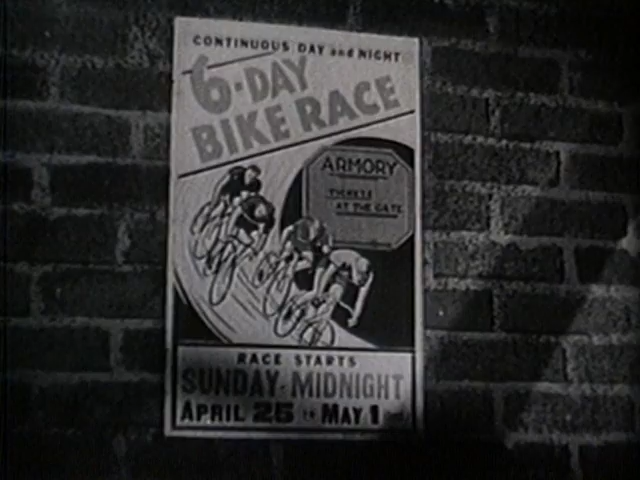 CONTINUOUS DAY and NIGHT
6-DAY
BIKE RACE
ARMORY
TICKETS
AT THE GATE
RACE STARTS
SUNDAY-MIDNIGHT
APRIL 25 TO MAY 1